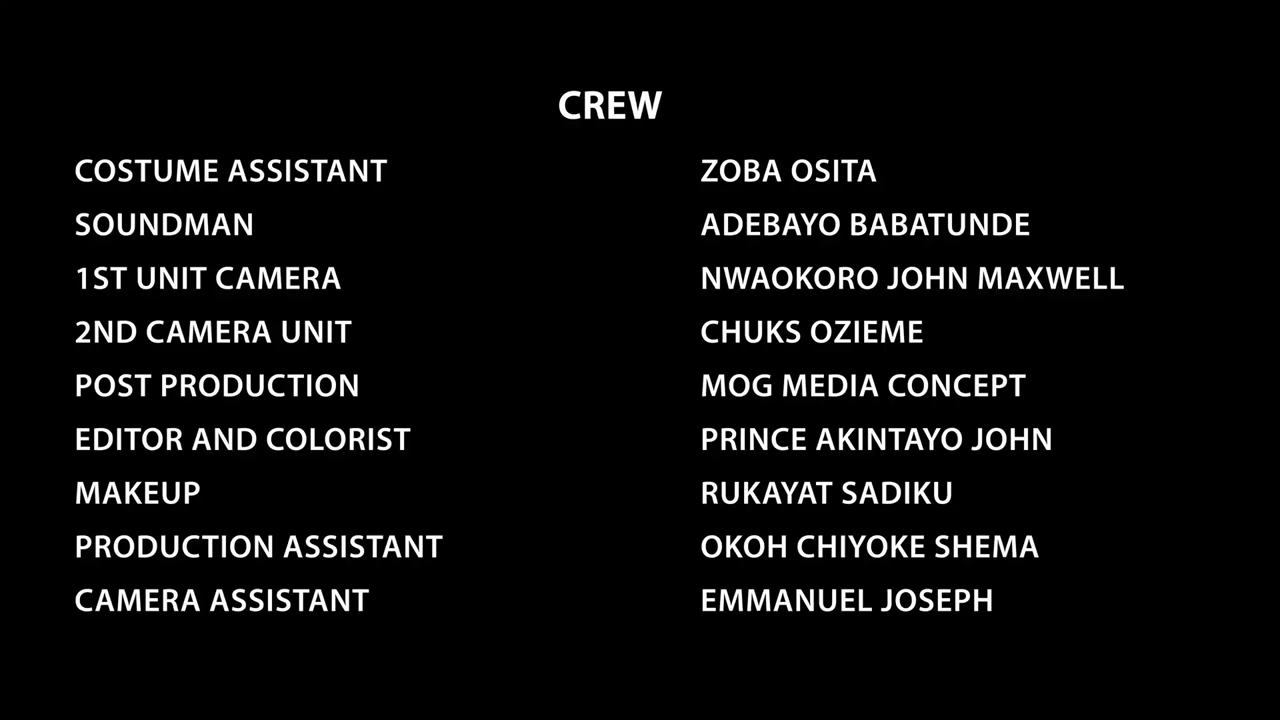 CREW
COSTUME ASSISTANT ZOBA OSITA
SOUNDMAN ADEBAYO BABATUNDE
1ST UNIT CAMERA NWAOKORO JOHN MAXWELL
2ND CAMERA UNIT CHUKS OZIEME
POST PRODUCTION MOG MEDIA CONCEPT
EDITOR AND COLORIST PRINCE AKINTAYO JOHN
MAKEUP RUKAYAT SADIKU
PRODUCTION ASSISTANT OKOH CHIYOKE SHEMA
CAMERA ASSISTANT EMMANUEL JOSEPH